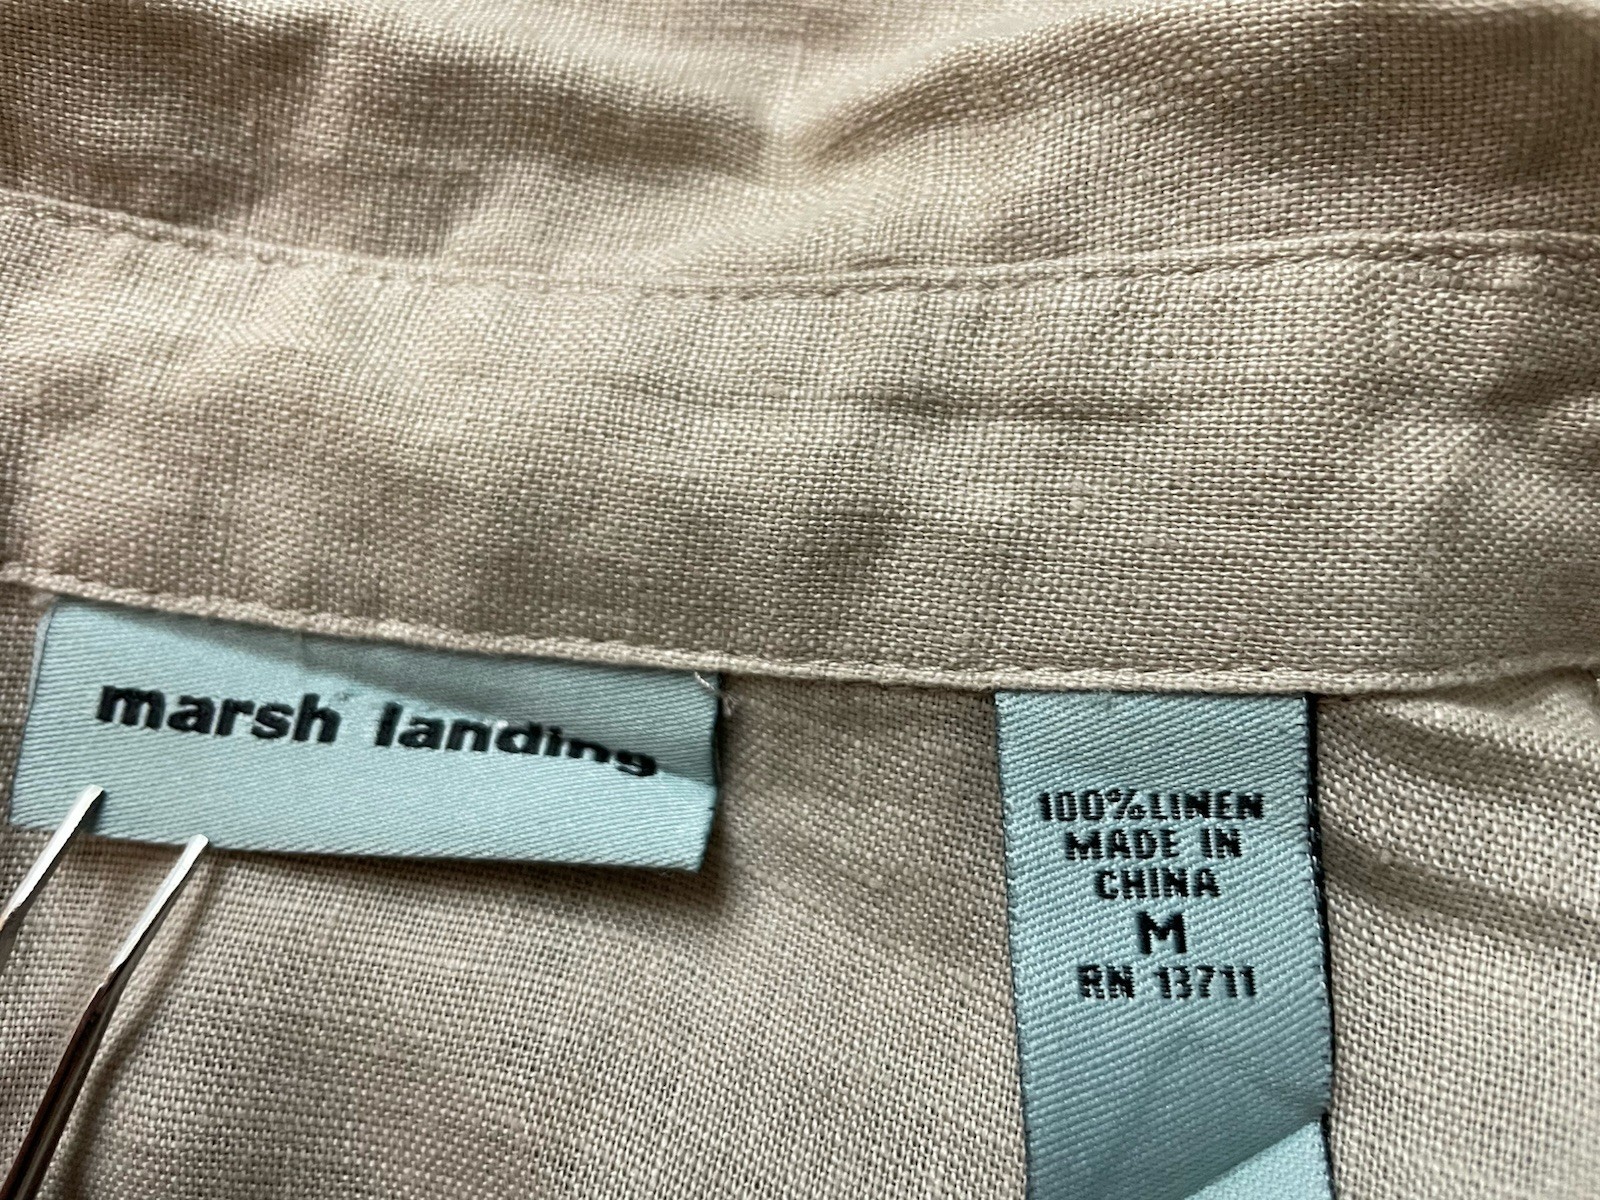 marsh landing
100%LINEN
MADE IN
CHINA
M
RN 13711